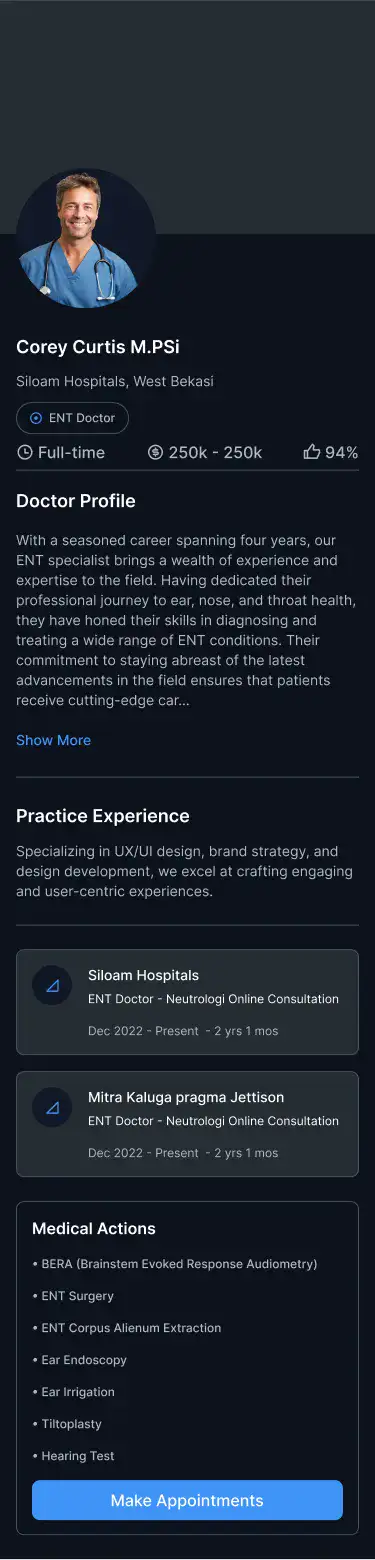 Corey Curtis M.PSi
Siloam Hospitals, West Bekasi
ENT Doctor
Full-time 250k - 250k 94%
Doctor Profile
With a seasoned career spanning four years, our
ENT specialist brings a wealth of experience and
expertise to the field. Having dedicated their
professional journey to ear, nose, and throat health,
they have honed their skills in diagnosing and
treating a wide range of ENT conditions. Their
commitment to staying abreast of the latest
advancements in the field ensures that patients
receive cutting-edge car...
Show More
Practice Experience
Specializing in UX/UI design, brand strategy, and
design development, we excel at crafting engaging
and user-centric experiences.
Siloam Hospitals
ENT Doctor - Neutrologi Online Consultation
Dec 2022 - Present - 2 yrs 1 mos
Mitra Kaluga pragma Jettison
ENT Doctor - Neutrologi Online Consultation
Dec 2022 - Present - 2 yrs 1 mos
Medical Actions
• BERA (Brainstem Evoked Response Audiometry)
• ENT Surgery
• ENT Corpus Alienum Extraction
• Ear Endoscopy
• Ear Irrigation
• Tiltoplasty
• Hearing Test
Make Appointments